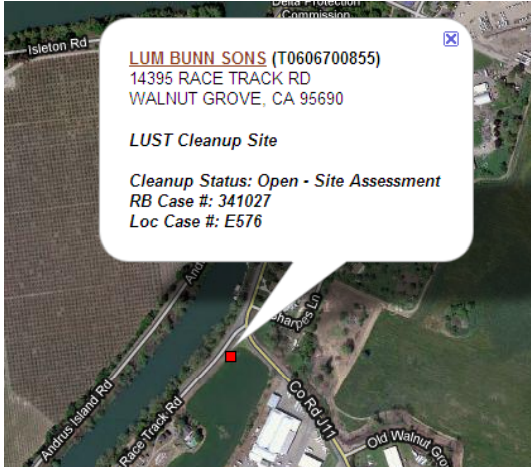 Delta Protection
Commission
Isleton Rd
LUM BUNN SONS (T0606700855)
14395 RACE TRACK RD
WALNUT GROVE, CA 95690
LUST Cleanup Site
Cleanup Status: Open - Site Assessment
RB Case #: 341027
Loc Case #: E576
Sharpes Ln
Andrus Island Rd
Race Track Rd
Co Rd J11
Old Walnut Gro